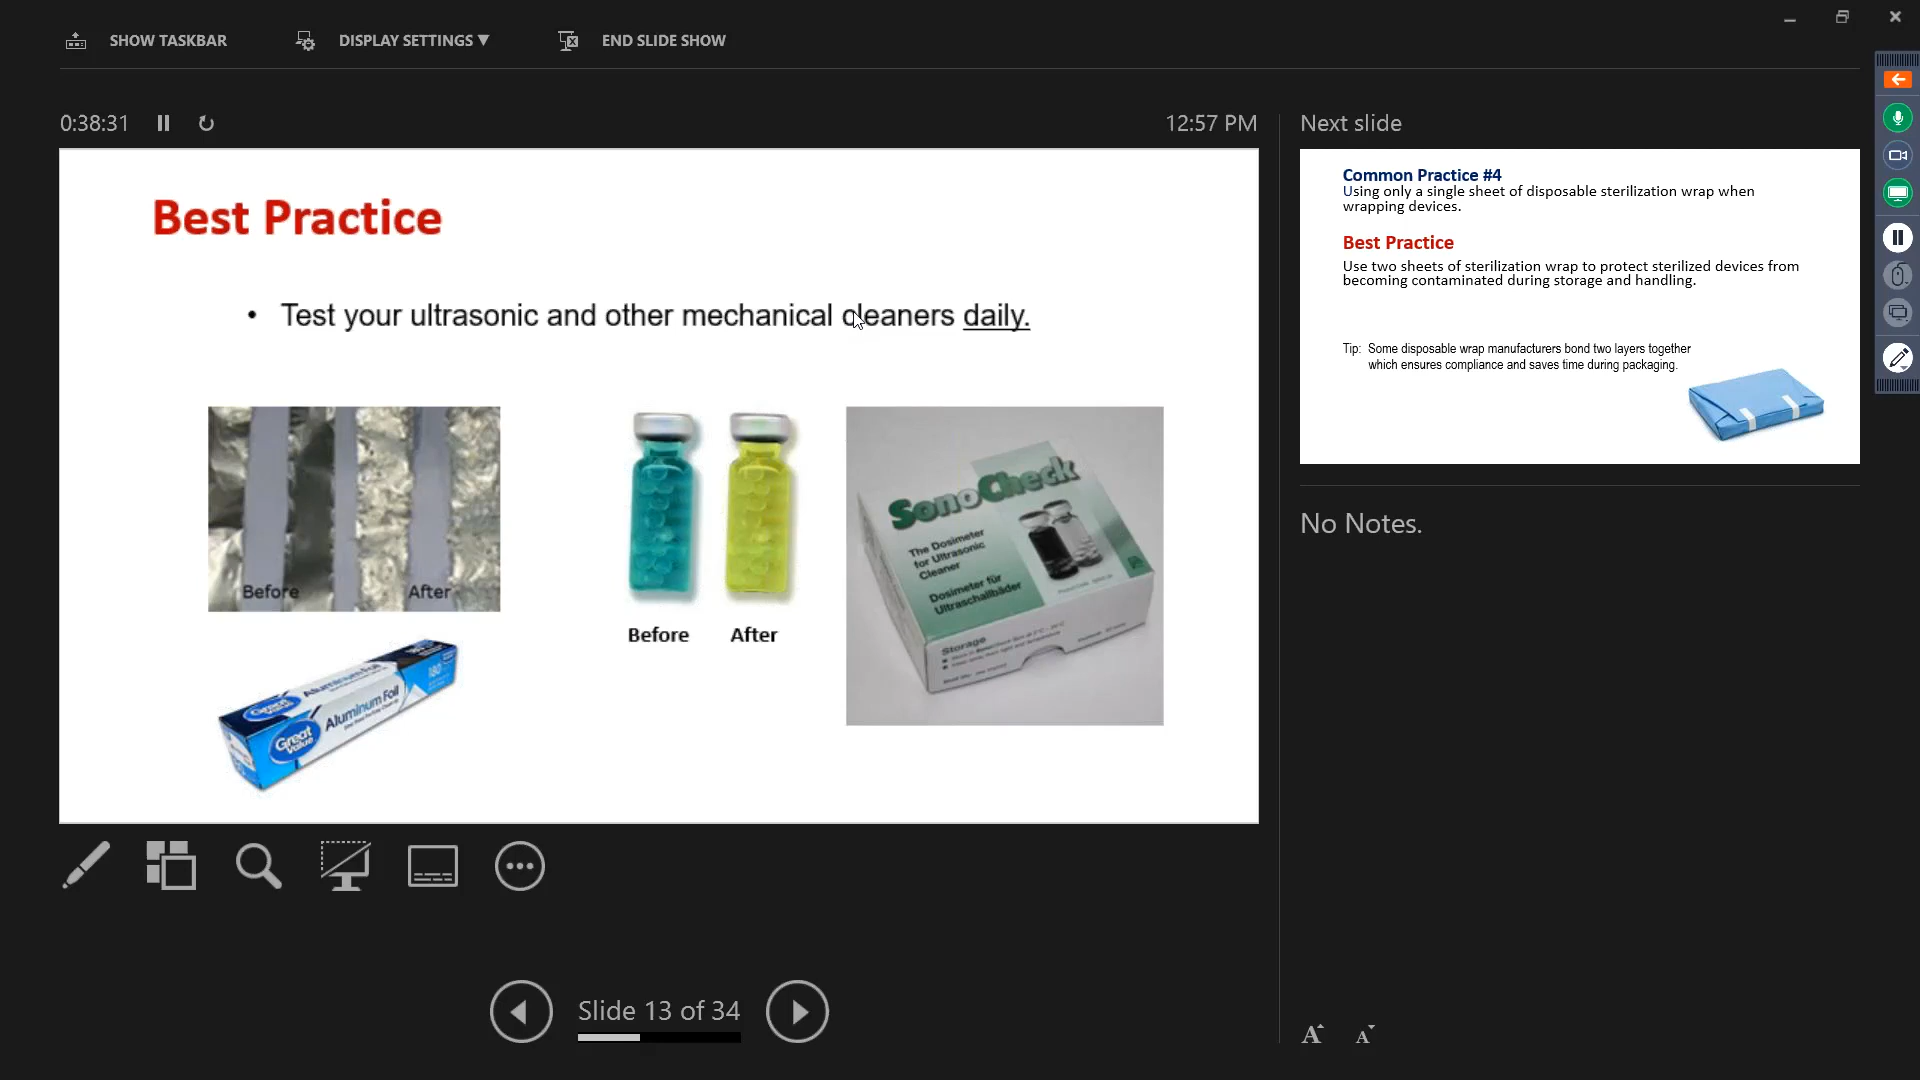 SHOW TASKBAR
DISPLAY SETTINGS ▼
END SLIDE SHOW
0:38:31
12:57 PM
Best Practice
• Test your ultrasonic and other mechanical cleaners daily.
Before
After
Great Value
Aluminum Foil
180
Before
After
SonoCheck
The Dosimeter
for Ultrasonic
Cleaner
Dosimeter für
Ultraschallbäder
Storage
Slide 13 of 34
Next slide
Common Practice #4
Using only a single sheet of disposable sterilization wrap when
wrapping devices.
Best Practice
Use two sheets of sterilization wrap to protect sterilized devices from
becoming contaminated during storage and handling.
Tip: Some disposable wrap manufacturers bond two layers together
which ensures compliance and saves time during packaging.
No Notes.
A
A